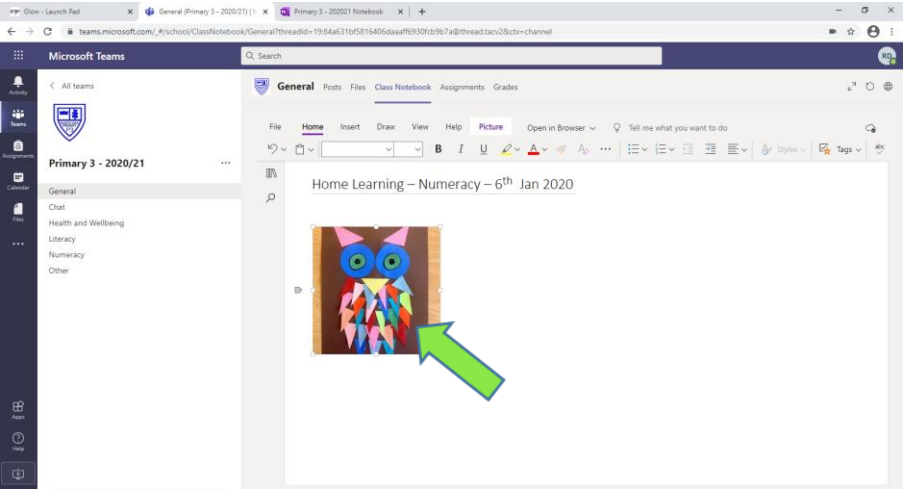 Glow - Launch Pad
General (Primary 3 - 2020/21) |
Primary 3 - 202021 Notebook
teams.microsoft.com/_#/school/ClassNotebook/General?threadId=19:84a631bf5816406daaaff6930fcb9b7a@thread.tacv2&ctx=channel
Microsoft Teams
Search
RD
Activity
Teams
Assignments
Calendar
Files
Apps
Help
All teams
Primary 3 - 2020/21
General
Chat
Health and Wellbeing
Literacy
Numeracy
Other
General Posts Files Class Notebook Assignments Grades
File Home Insert Draw View Help Picture Open in Browser Tell me what you want to do
B I U A Styles Tags
Home Learning – Numeracy – 6th Jan 2020